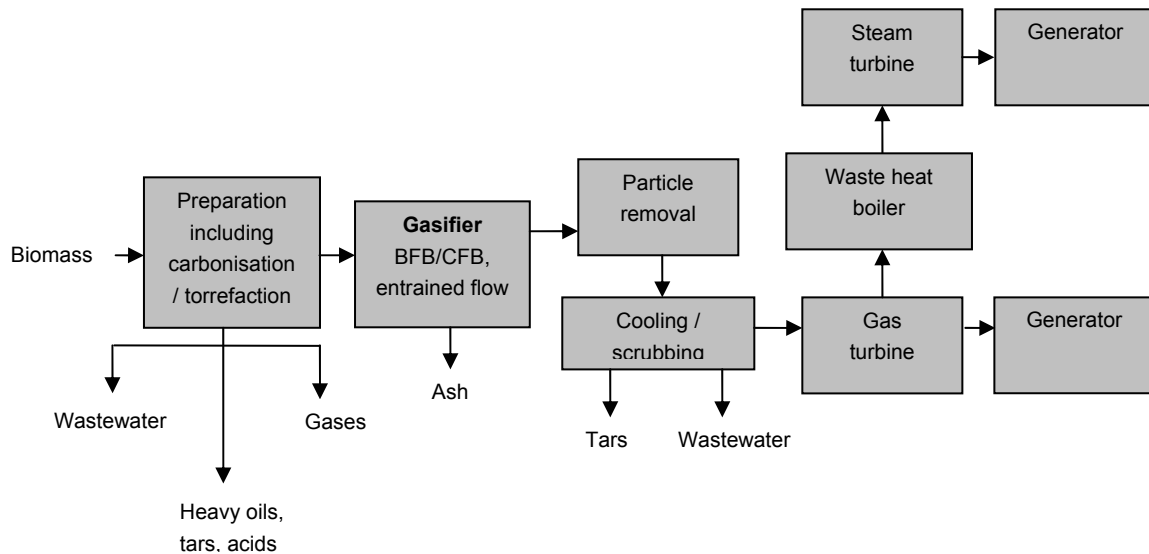 Steam
turbine
Generator
Particle
removal
Waste heat
boiler
Preparation
including
carbonisation
/ torrefaction
Gasifier
BFB/CFB,
entrained flow
Biomass
Cooling /
scrubbing
Gas
turbine
Generator
Ash
Wastewater
Gases
Tars
Wastewater
Heavy oils,
tars, acids